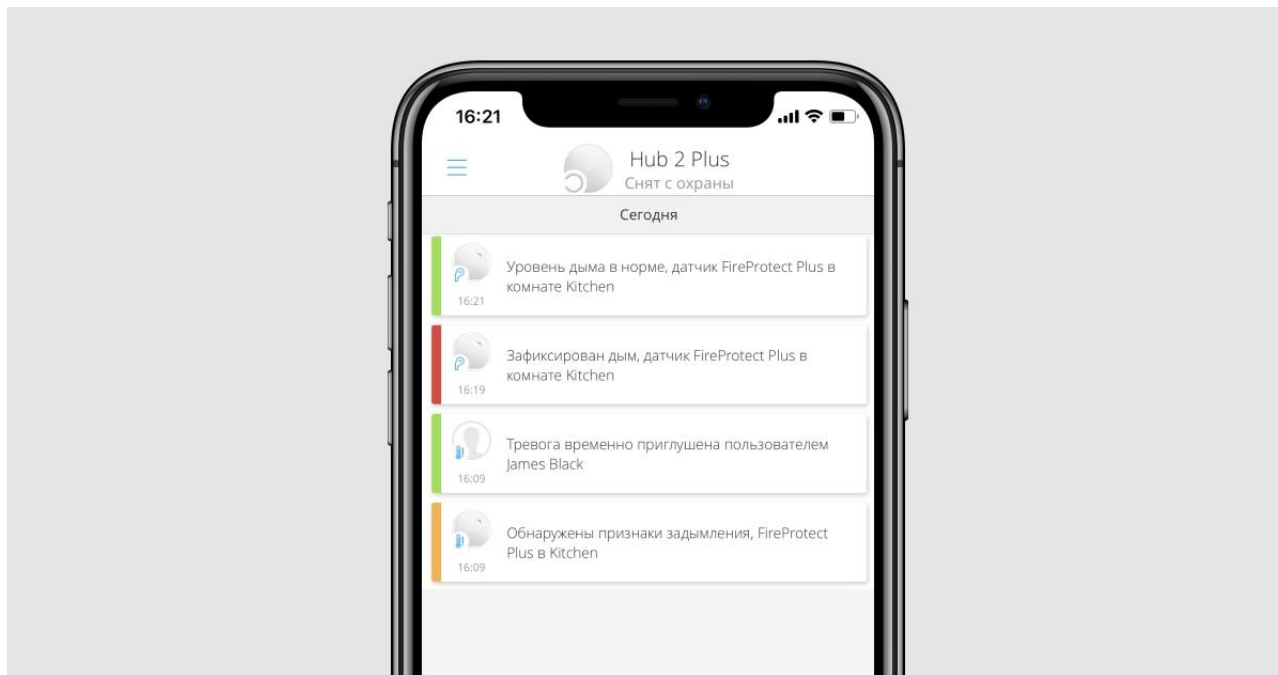 16:21
Hub 2 Plus
Снят с охраны
Сегодня
Уровень дыма в норме, датчик FireProtect Plus в
комнате Kitchen
16:21
Зафиксирован дым, датчик FireProtect Plus в
комнате Kitchen
16:19
Тревога временно приглушена пользователем
James Black
16:09
Обнаружены признаки задымления, FireProtect
Plus в Kitchen
16:09